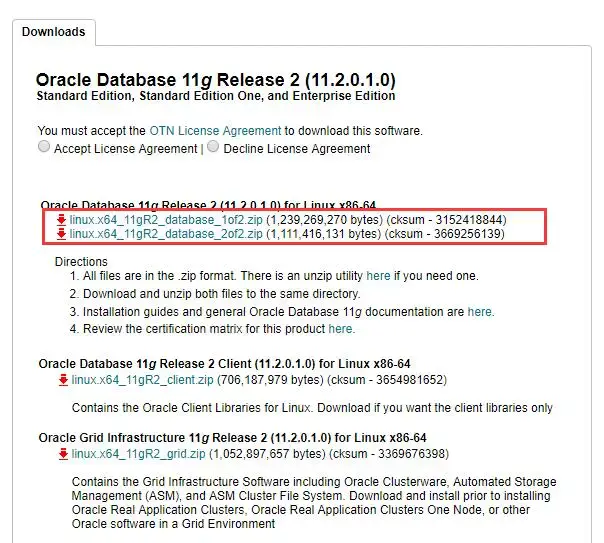 Downloads
Oracle Database 11g Release 2 (11.2.0.1.0)
Standard Edition, Standard Edition One, and Enterprise Edition
You must accept the OTN License Agreement to download this software.
Accept License Agreement | Decline License Agreement
Oracle Database 11g Release 2 (11.2.0.1.0) for Linux x86-64
linux.x64_11gR2_database_1of2.zip (1,239,269,270 bytes) (cksum - 3152418844)
linux.x64_11gR2_database_2of2.zip (1,111,416,131 bytes) (cksum - 3669256139)
Directions
1. All files are in the .zip format. There is an unzip utility here if you need one.
2. Download and unzip both files to the same directory.
3. Installation guides and general Oracle Database 11g documentation are here.
4. Review the certification matrix for this product here.
Oracle Database 11g Release 2 Client (11.2.0.1.0) for Linux x86-64
linux.x64_11gR2_client.zip (706,187,979 bytes) (cksum - 3654981652)
Contains the Oracle Client Libraries for Linux. Download if you want the client libraries only
Oracle Grid Infrastructure 11g Release 2 (11.2.0.1.0) for Linux x86-64
linux.x64_11gR2_grid.zip (1,052,897,657 bytes) (cksum - 3369676398)
Contains the Grid Infrastructure Software including Oracle Clusterware, Automated Storage
Management (ASM), and ASM Cluster File System. Download and install prior to installing
Oracle Real Application Clusters, Oracle Real Application Clusters One Node, or other
Oracle software in a Grid Environment